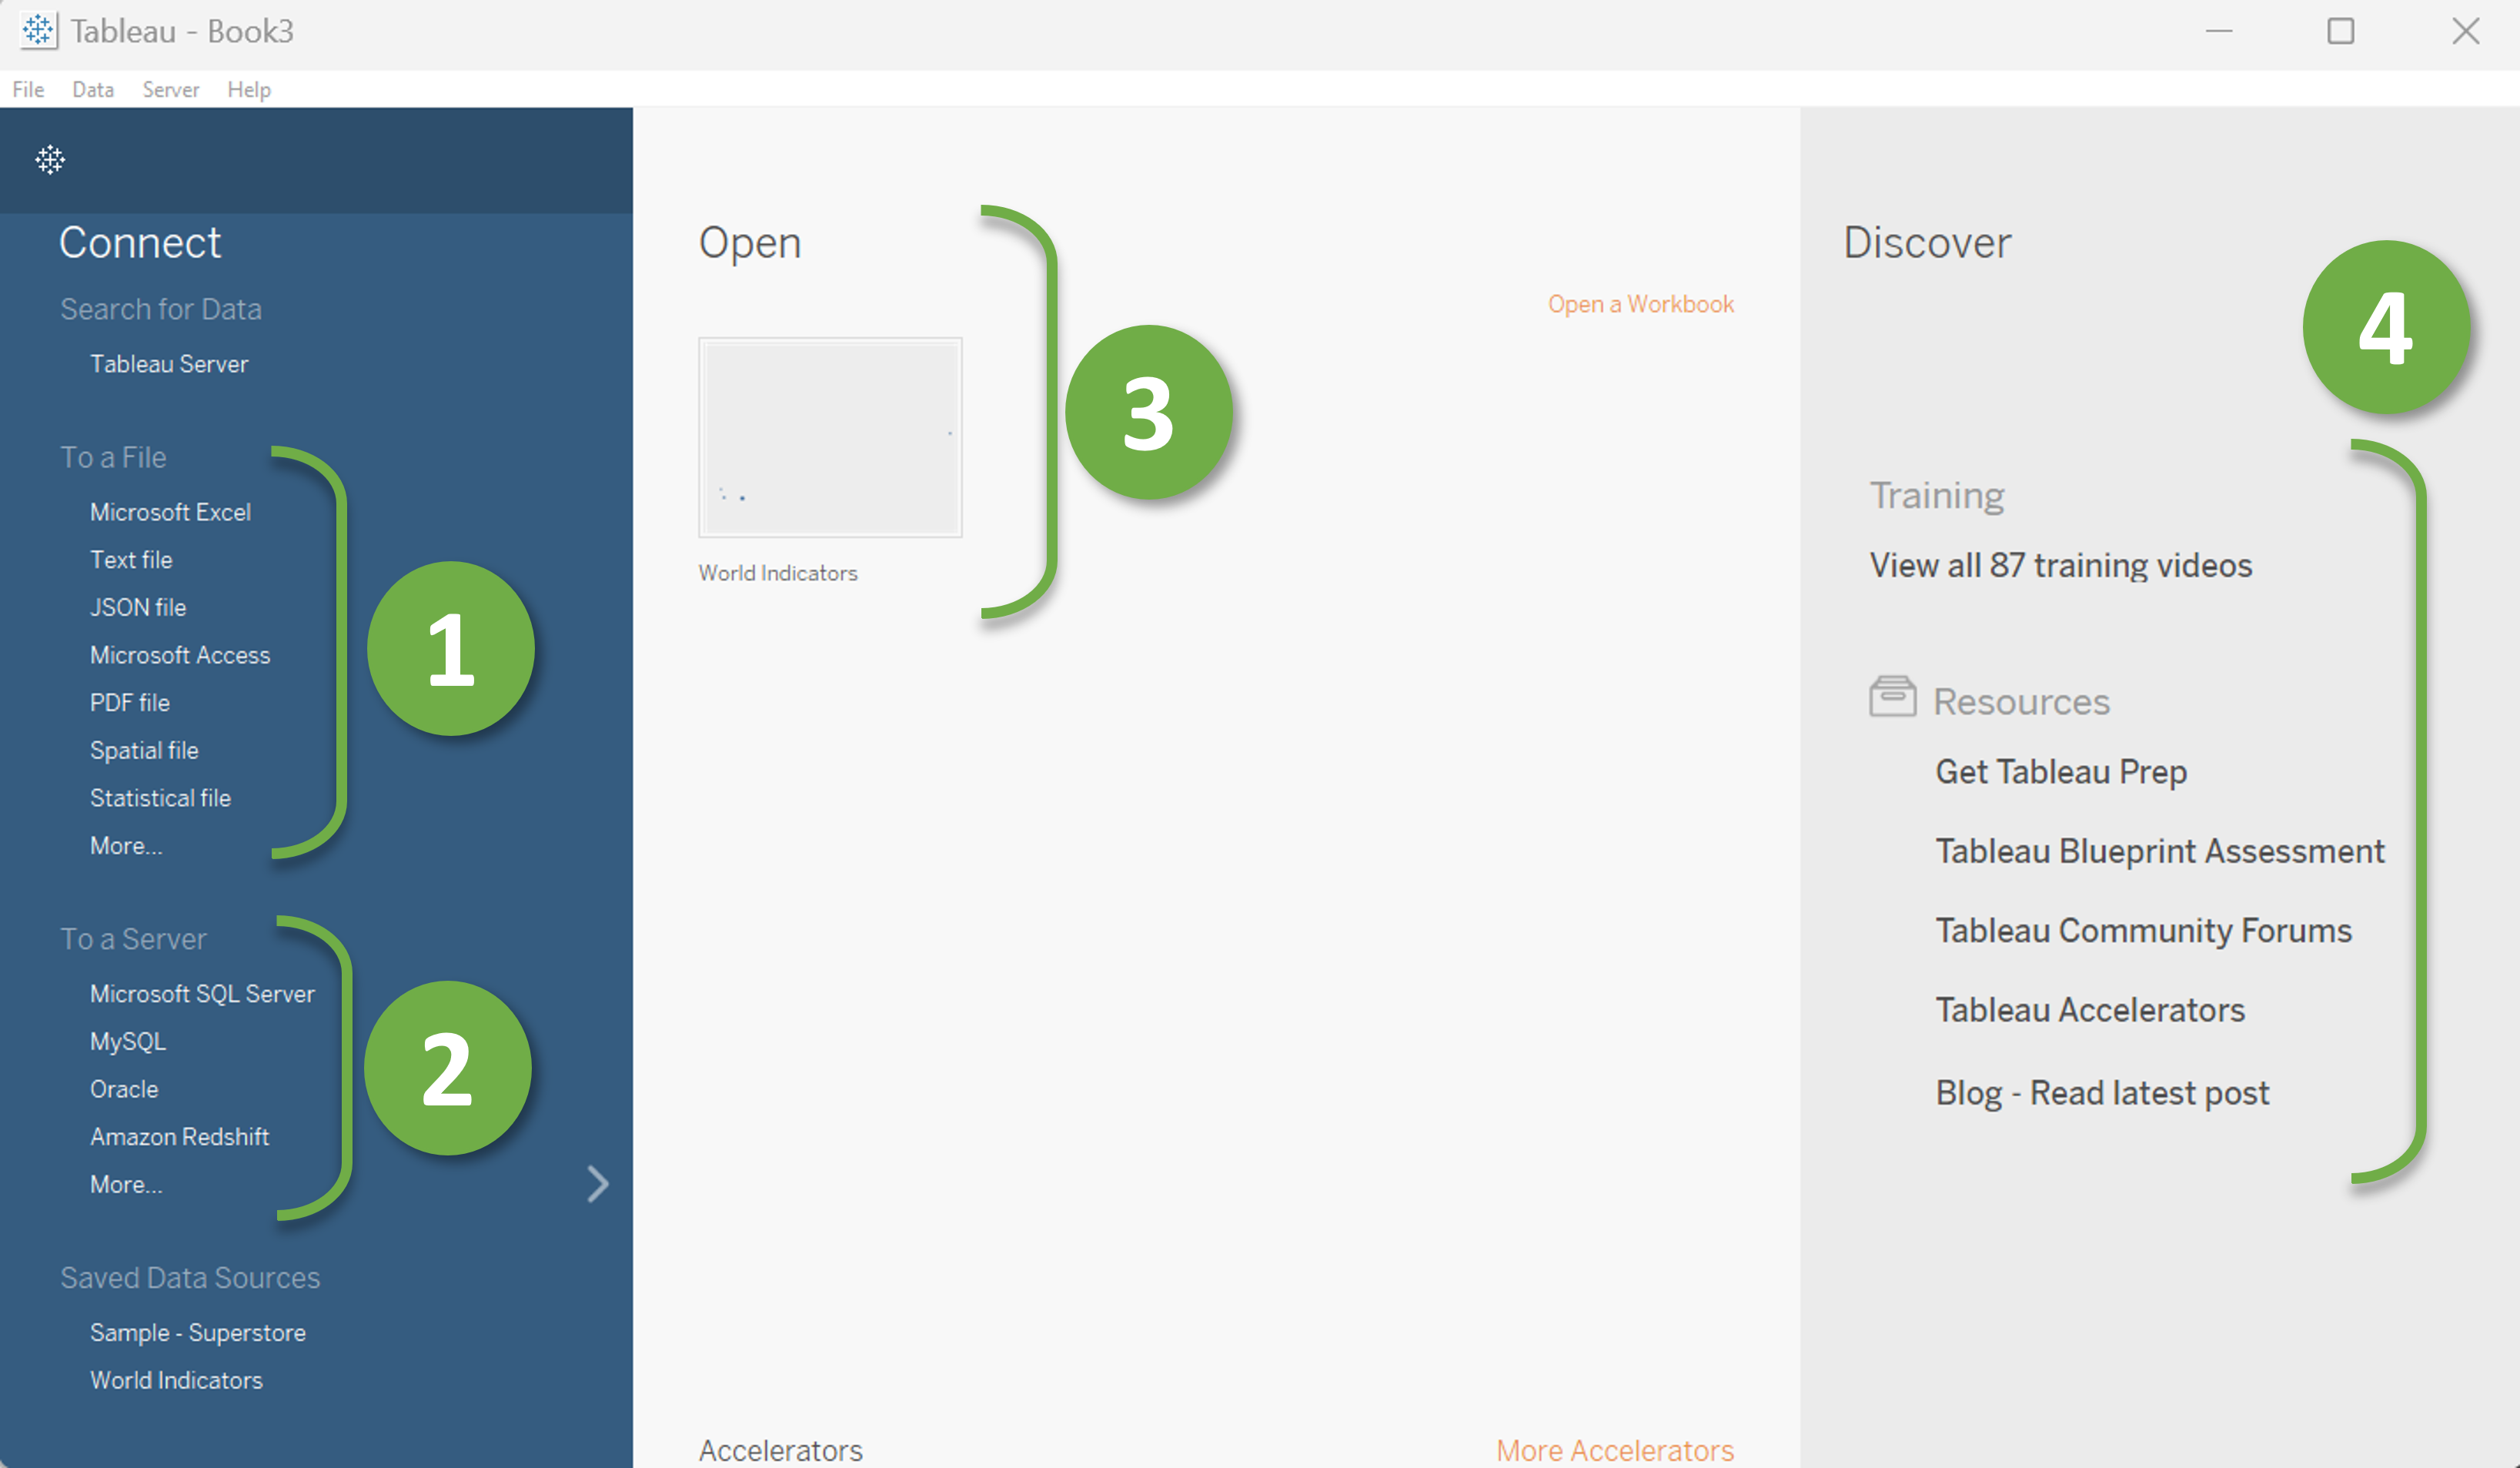 Tableau - Book3
File Data Server Help
Connect
Search for Data
Tableau Server
To a File
Microsoft Excel
Text file
JSON file
Microsoft Access
PDF file
Spatial file
Statistical file
More...
1
To a Server
Microsoft SQL Server
MySQL
Oracle
Amazon Redshift
More...
2
Saved Data Sources
Sample - Superstore
World Indicators
Open
Open a Workbook
World Indicators
3
Accelerators
More Accelerators
Discover
4
Training
View all 87 training videos
Resources
Get Tableau Prep
Tableau Blueprint Assessment
Tableau Community Forums
Tableau Accelerators
Blog - Read latest post